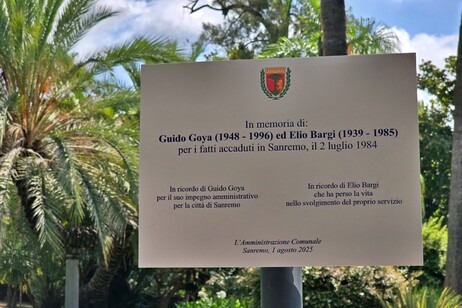 In memoria di:
Guido Goya (1948 - 1996) ed Elio Bargi (1939 - 1985)
per i fatti accaduti in Sanremo, il 2 luglio 1984
In ricordo di Guido Goya
per il suo impegno amministrativo
per la città di Sanremo
In ricordo di Elio Bargi
che ha perso la vita
nello svolgimento del proprio servizio
L'Amministrazione Comunale
Sanremo, 1 agosto 2025